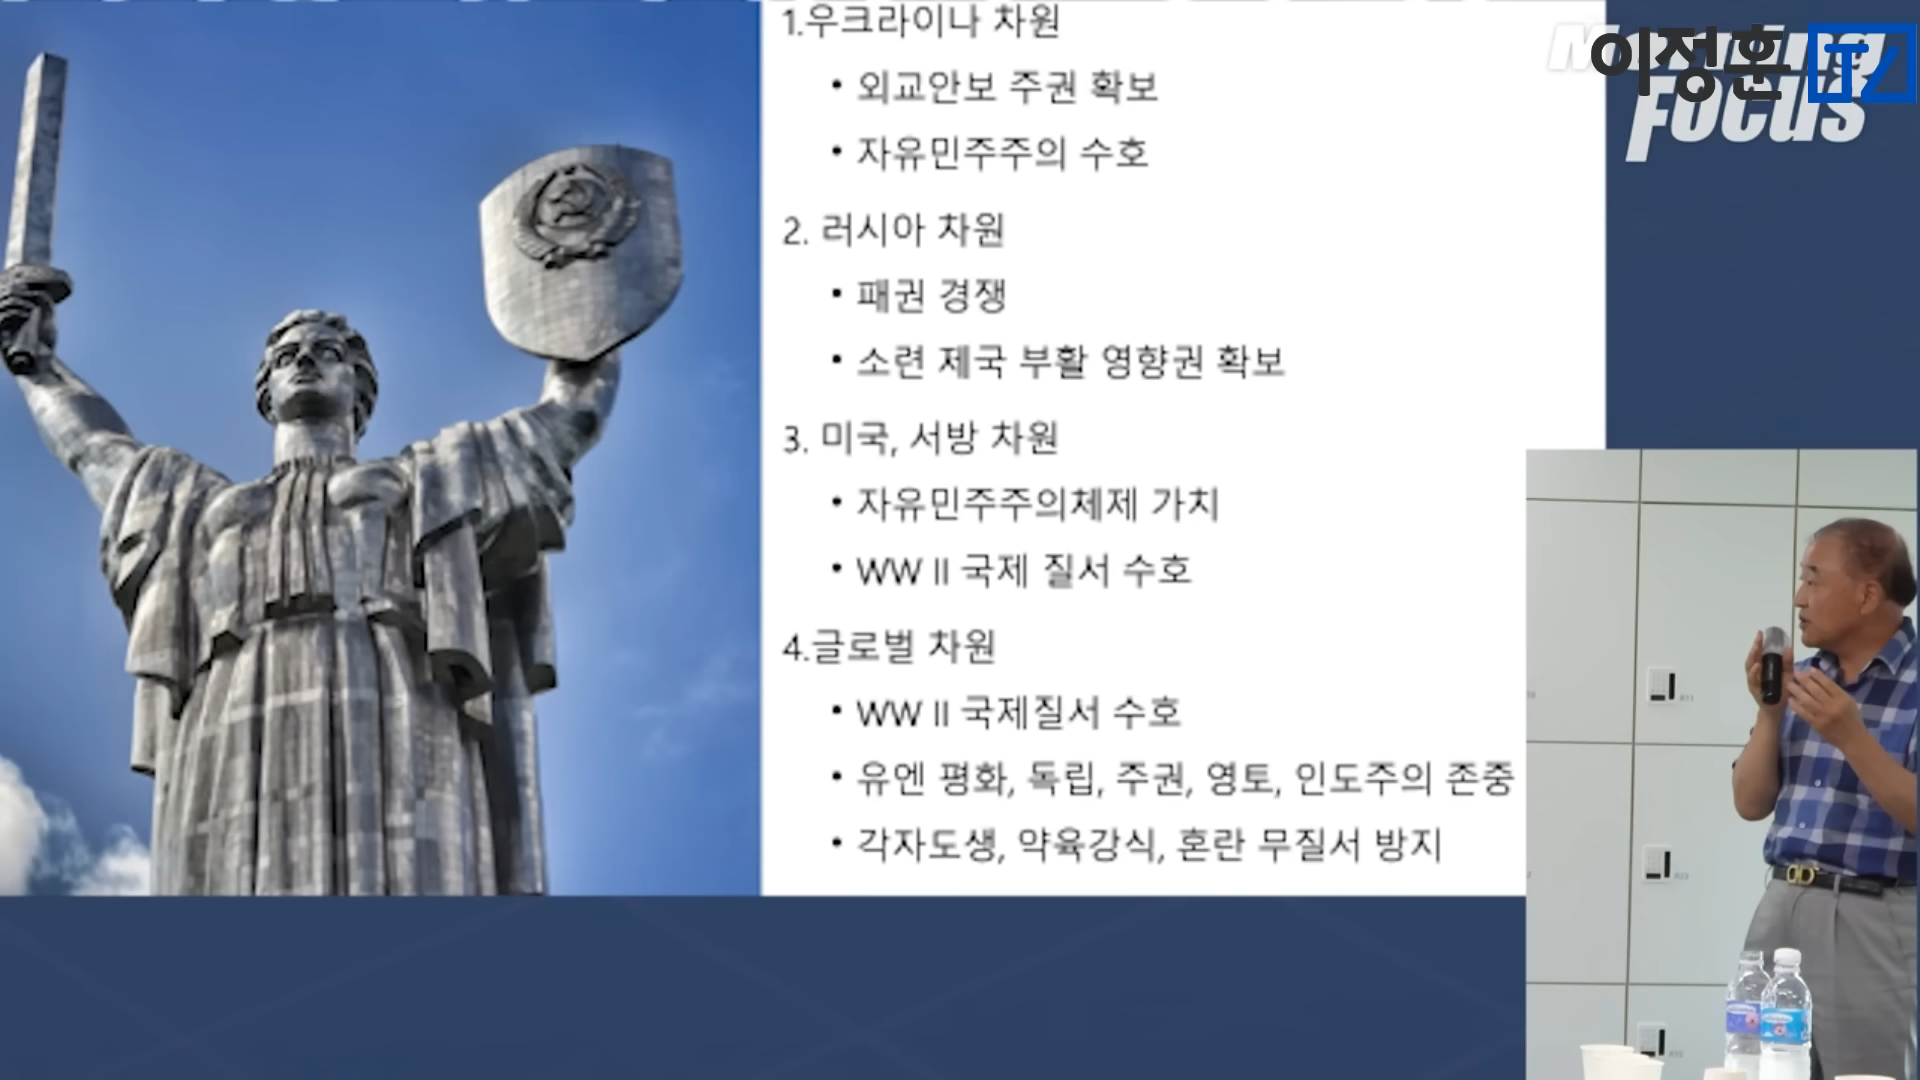 1.우크라이나 차원
• 외교안보 주권 확보
• 자유민주주의 수호
2. 러시아 차원
• 패권 경쟁
• 소련 제국 부활 영향권 확보
3. 미국, 서방 차원
• 자유민주주의체제 가치
• WW II 국제 질서 수호
4.글로벌 차원
• WW II 국제질서 수호
• 유엔 평화, 독립, 주권, 영토, 인도주의 존중
• 각자도생, 약육강식, 혼란 무질서 방지
Morning
Focus
이정훈 TV